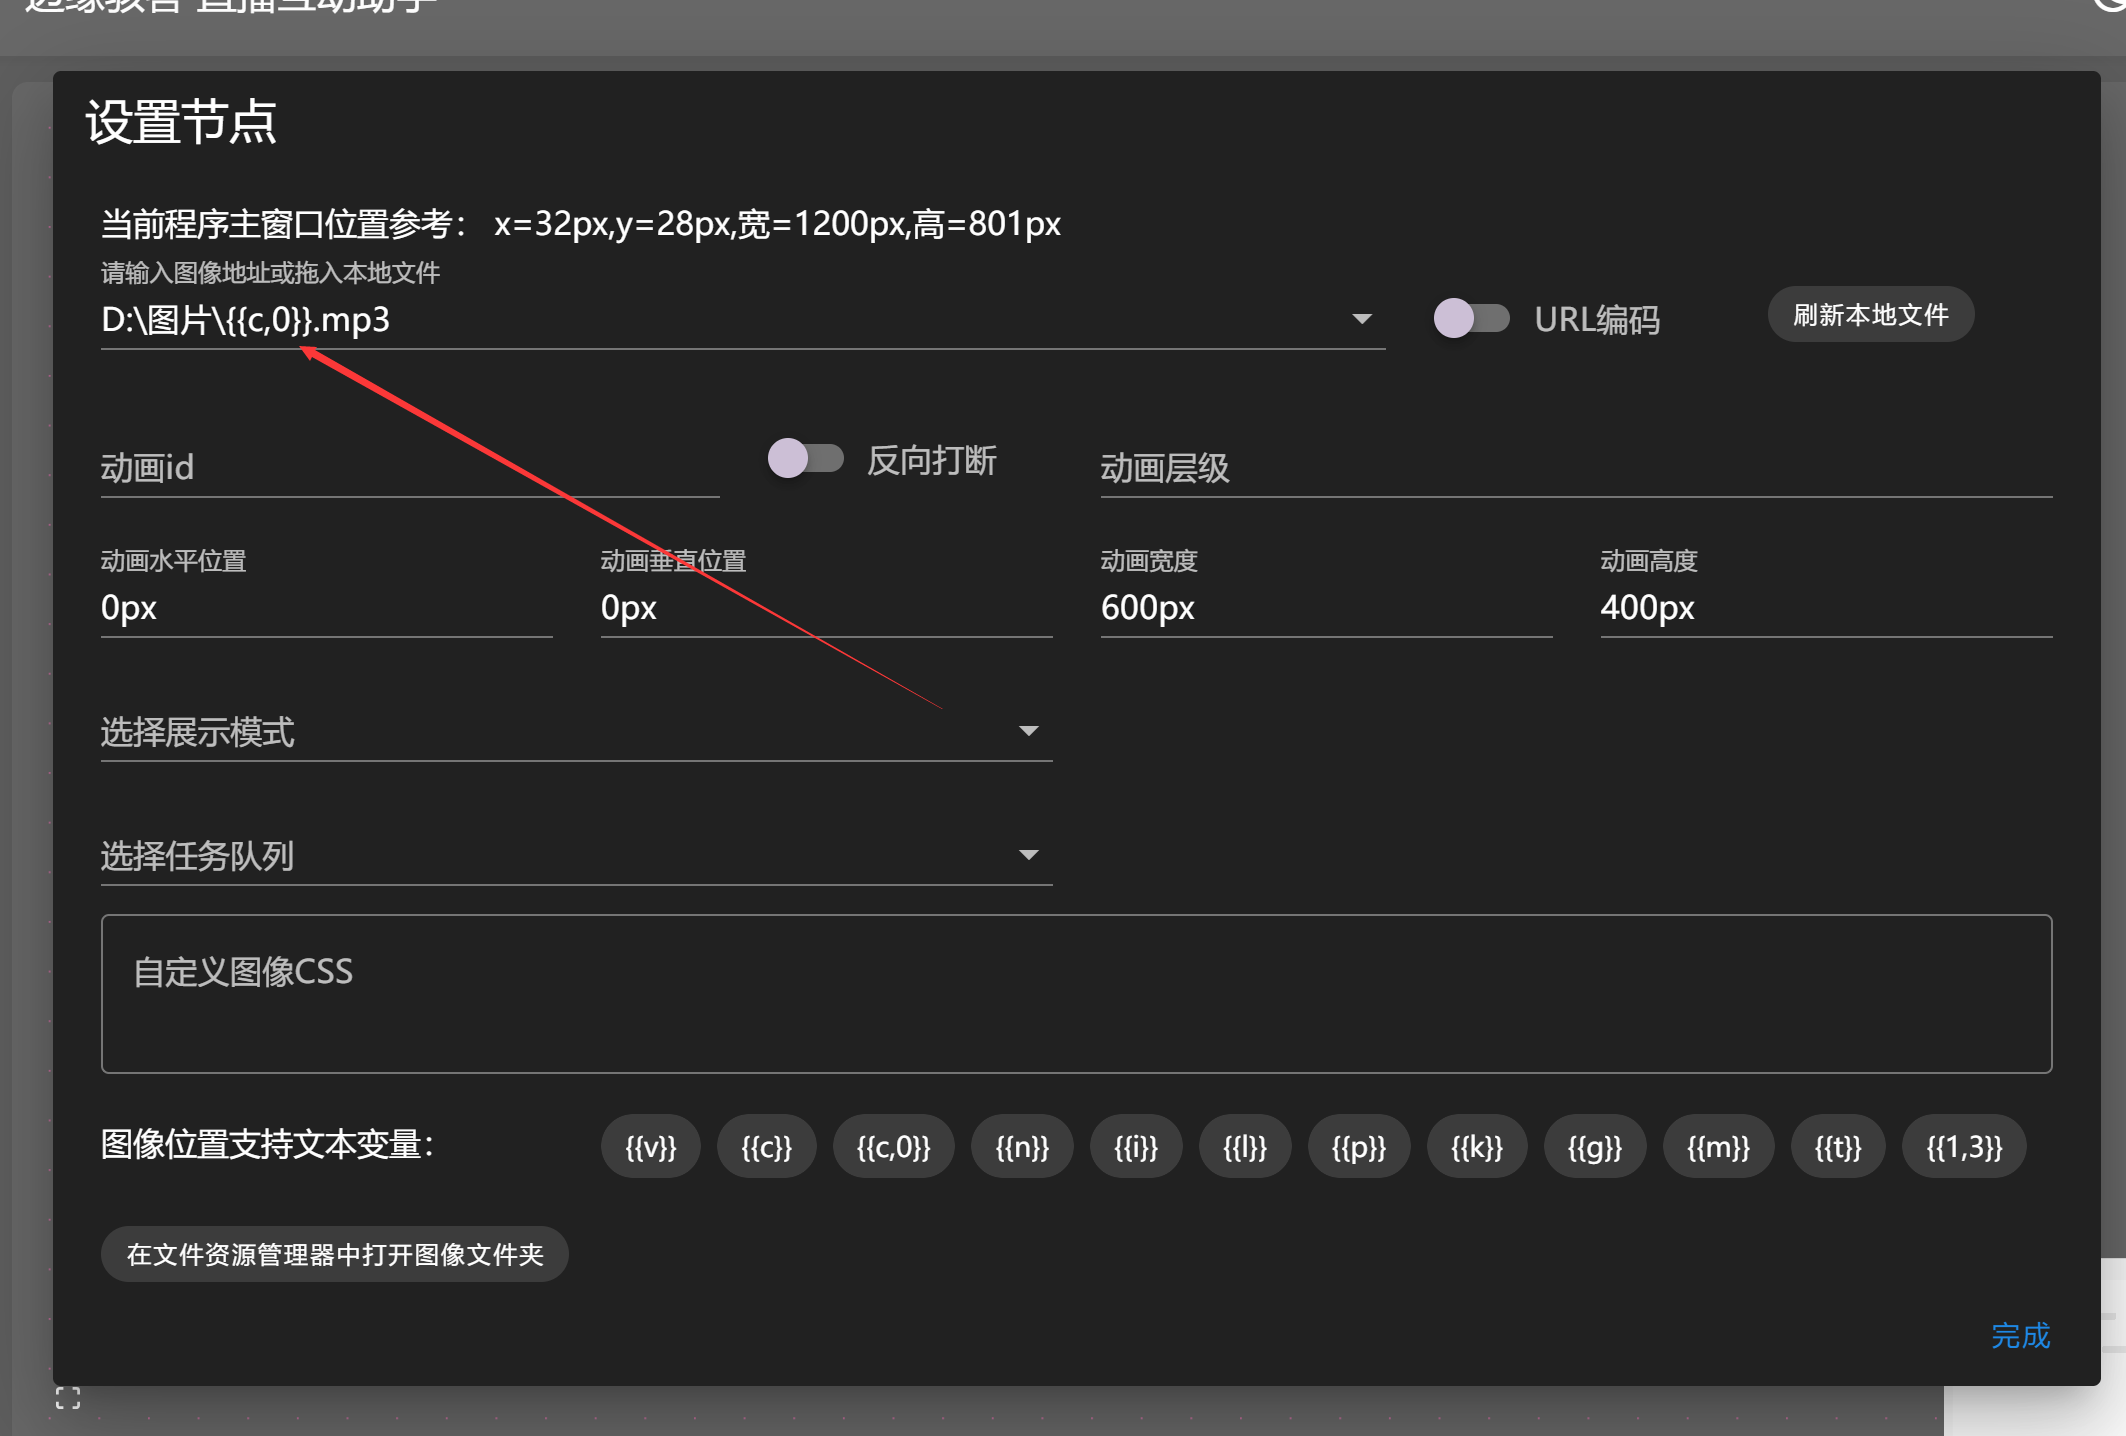 设置节点
当前程序主窗口位置参考： x=32px,y=28px,宽=1200px,高=801px
请输入图像地址或拖入本地文件
D:\图片\{{c,0}}.mp3
URL编码
刷新本地文件
动画id
反向打断
动画层级
动画水平位置
动画垂直位置
动画宽度
动画高度
0px
0px
600px
400px
选择展示模式
选择任务队列
自定义图像CSS
图像位置支持文本变量：
{{v}} {{c}} {{c,0}} {{n}} {{i}} {{l}} {{p}} {{k}} {{g}} {{m}} {{t}} {{1,3}}
在文件资源管理器中打开图像文件夹
完成